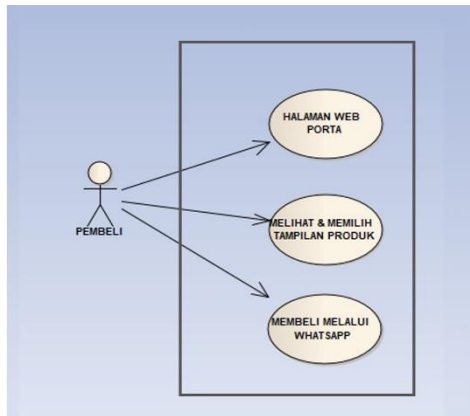 HALAMAN WEB
PORTA
PEMBELI
MELIHAT & MEMILIH
TAMPILAN PRODUK
MEMBELI MELALUI
WHATSAPP